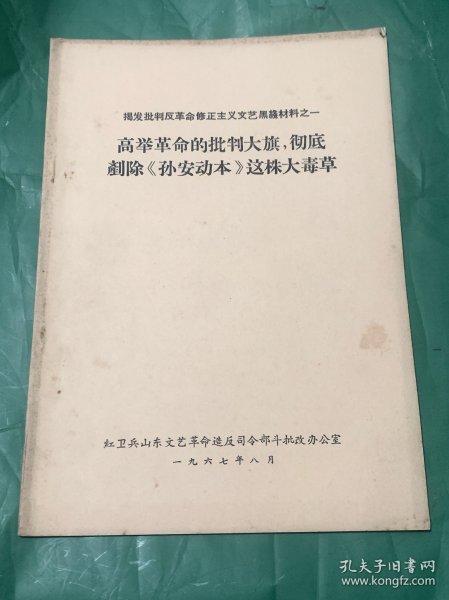 揭发批判反革命修正主义文艺黑綫材料之一
高举革命的批判大旗，彻底
剷除《孙安动本》这株大毒草
紅卫兵山东文艺革命造反司令部斗批改办公室
一九六七年八月
孔夫子旧书网
www.kongfz.com